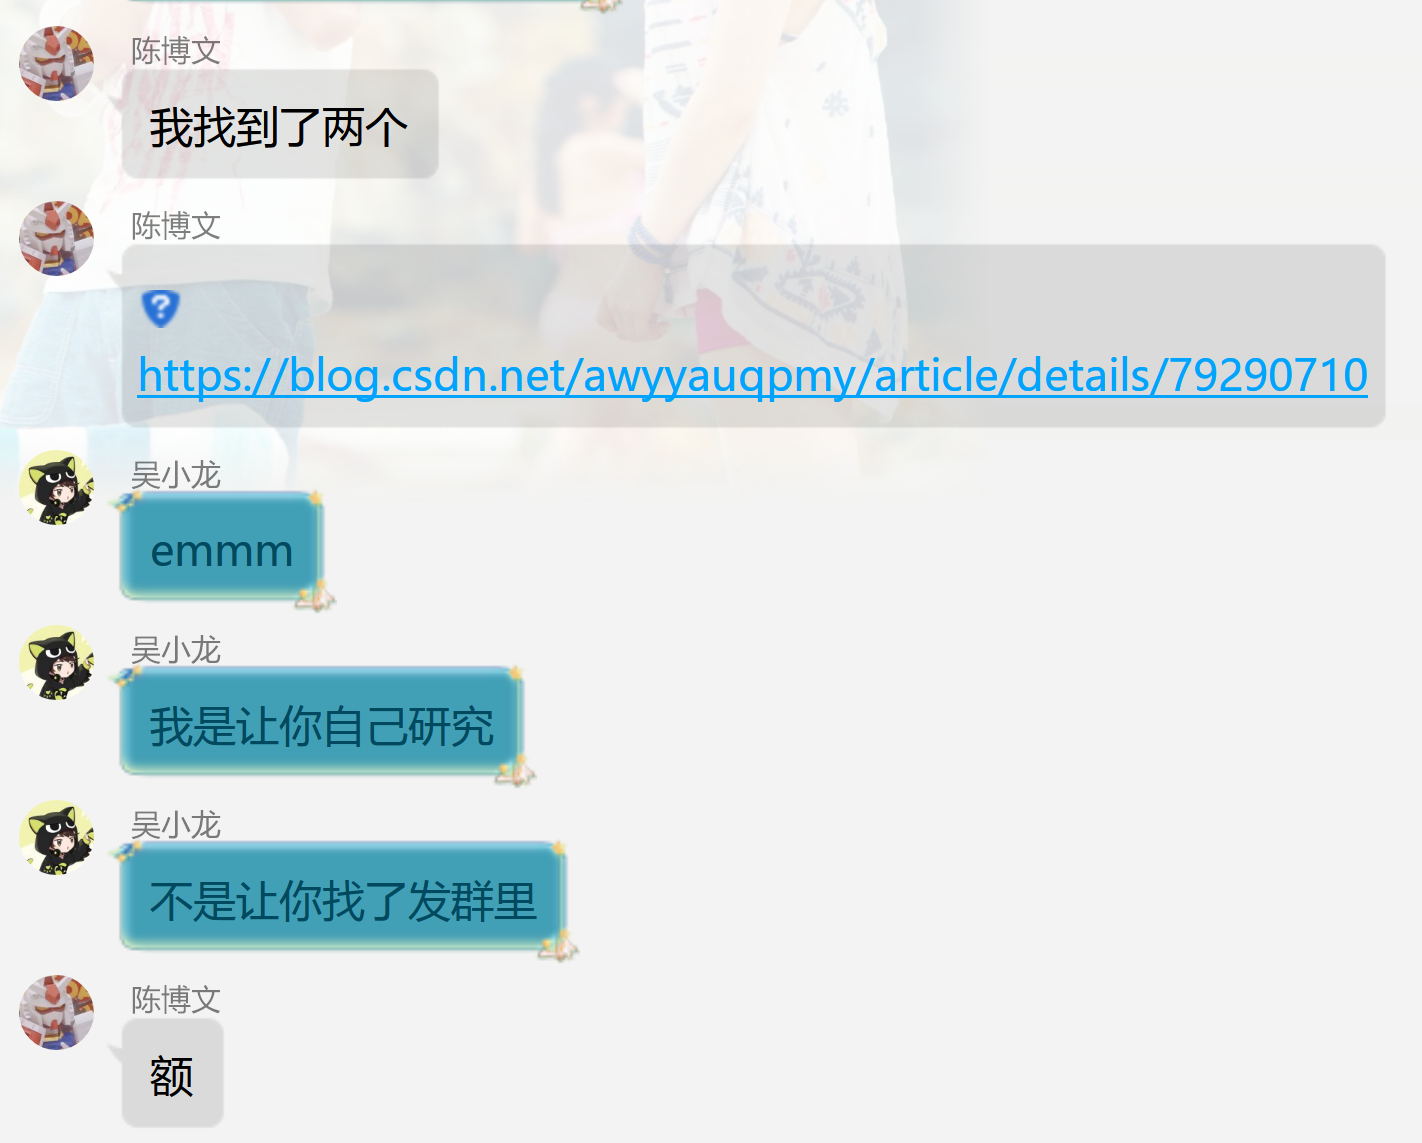 陈博文
我找到了两个
陈博文
https://blog.csdn.net/awyyauqpmy/article/details/79290710
吴小龙
emmm
吴小龙
我是让你自己研究
吴小龙
不是让你找了发群里
陈博文
额